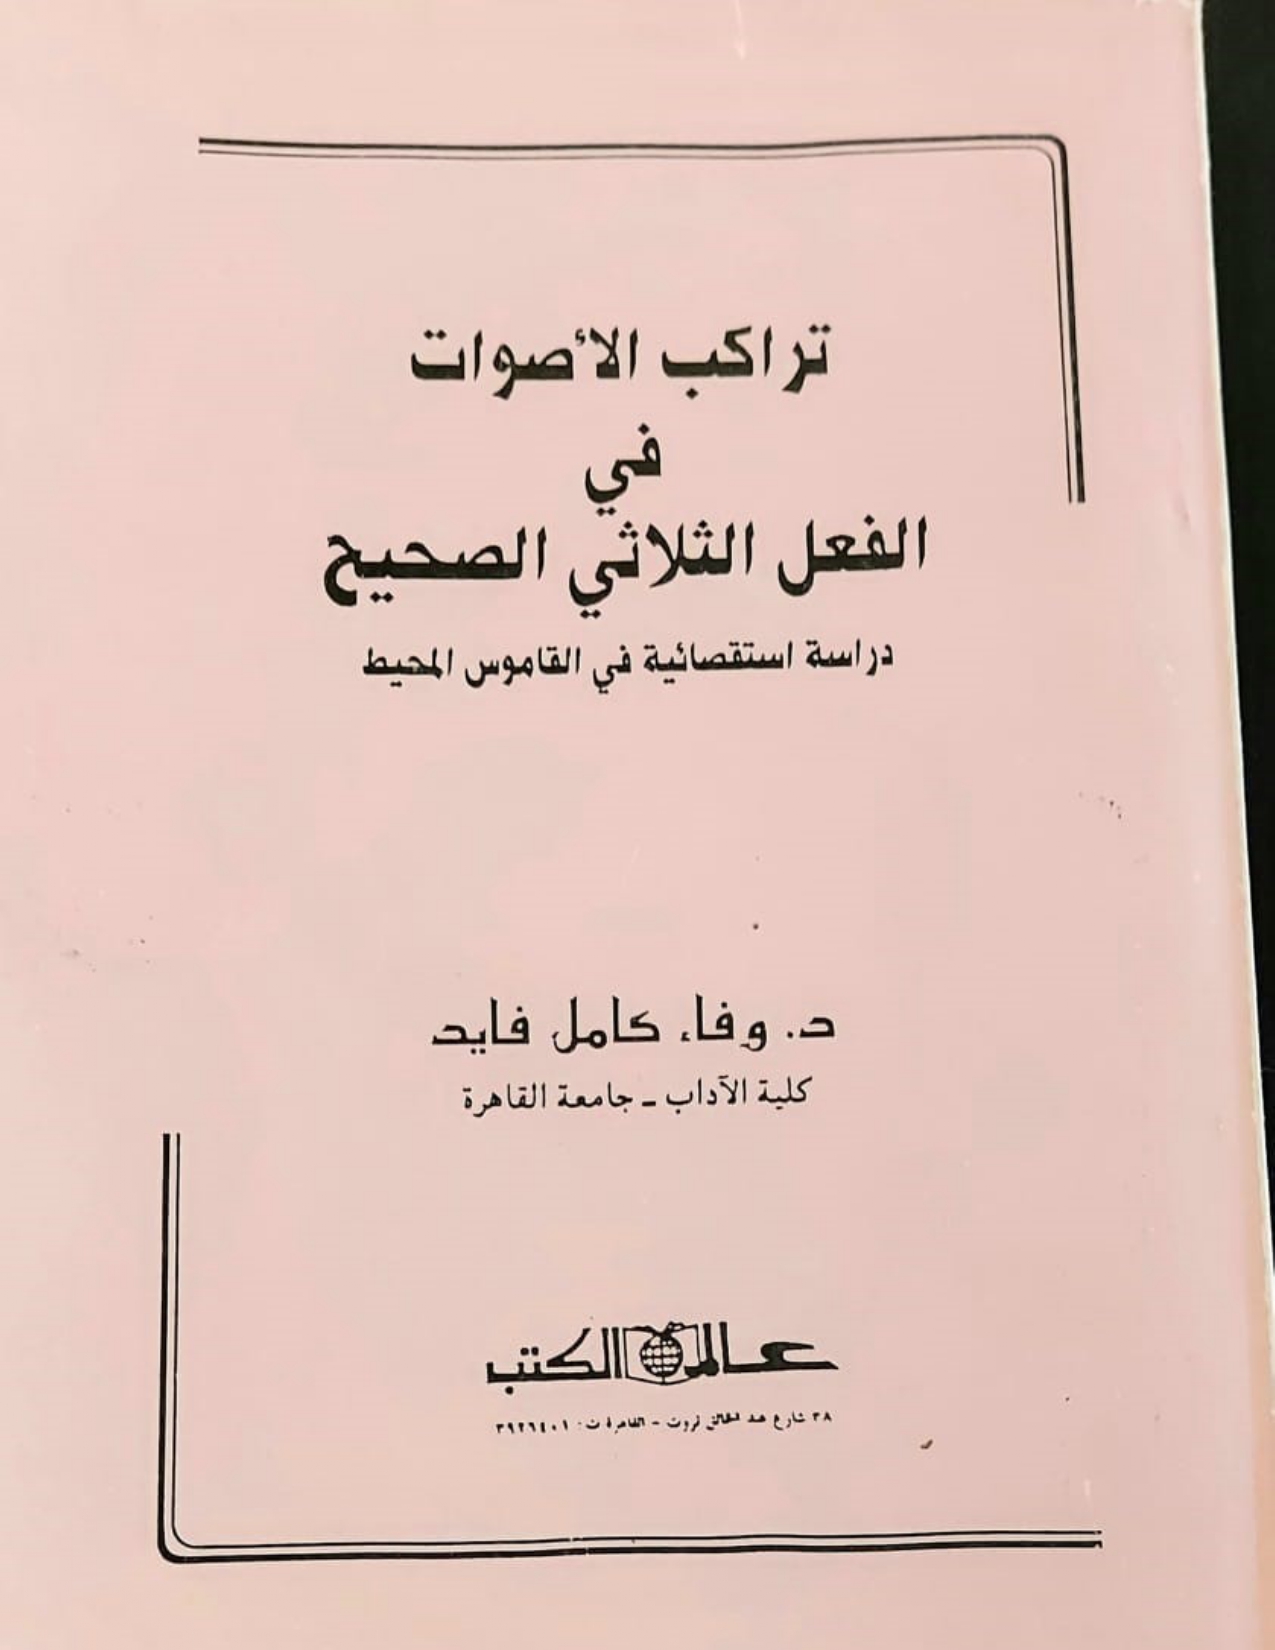 تراكب الأصوات
في
الفعل الثلاثي الصحيح
دراسة استقصائية في القاموس المحيط
د. وفاء كامل فايد
كلية الآداب ـ جامعة القاهرة
عالم الكتب
٣٨ شارع عبد الخالق ثروت - القاهرة ت: ٣٩٢٦٤٠١